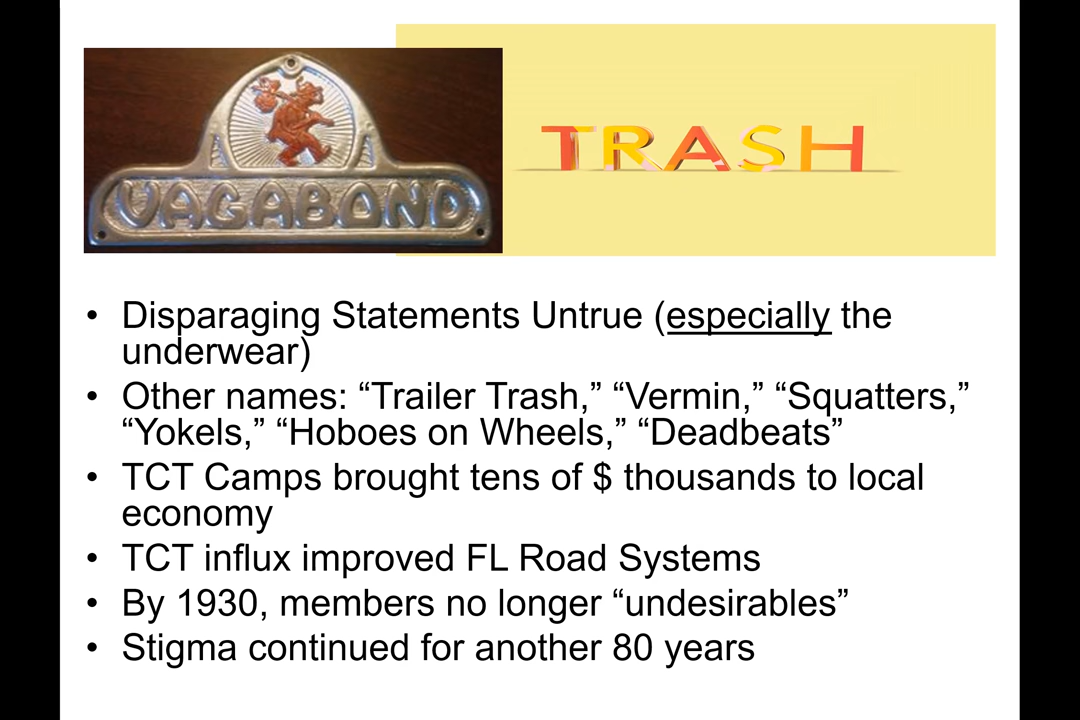 VAGABOND
TRASH
• Disparaging Statements Untrue (especially the
underwear)
• Other names: “Trailer Trash,” “Vermin,” “Squatters,”
“Yokels,” “Hoboes on Wheels,” “Deadbeats”
• TCT Camps brought tens of $ thousands to local
economy
• TCT influx improved FL Road Systems
• By 1930, members no longer “undesirables”
• Stigma continued for another 80 years